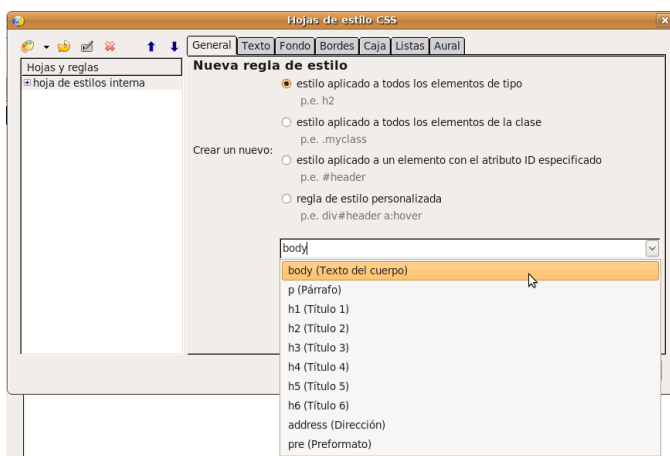 Hojas de estilo CSS
General Texto Fondo Bordes Caja Listas Aural
Hojas y reglas
hoja de estilos interna
Nueva regla de estilo
Crear un nuevo:
estilo aplicado a todos los elementos de tipo
p.e. h2
estilo aplicado a todos los elementos de la clase
p.e. .myclass
estilo aplicado a un elemento con el atributo ID especificado
p.e. #header
regla de estilo personalizada
p.e. div#header a:hover
body
body (Texto del cuerpo)
p (Párrafo)
h1 (Título 1)
h2 (Título 2)
h3 (Título 3)
h4 (Título 4)
h5 (Título 5)
h6 (Título 6)
address (Dirección)
pre (Preformato)